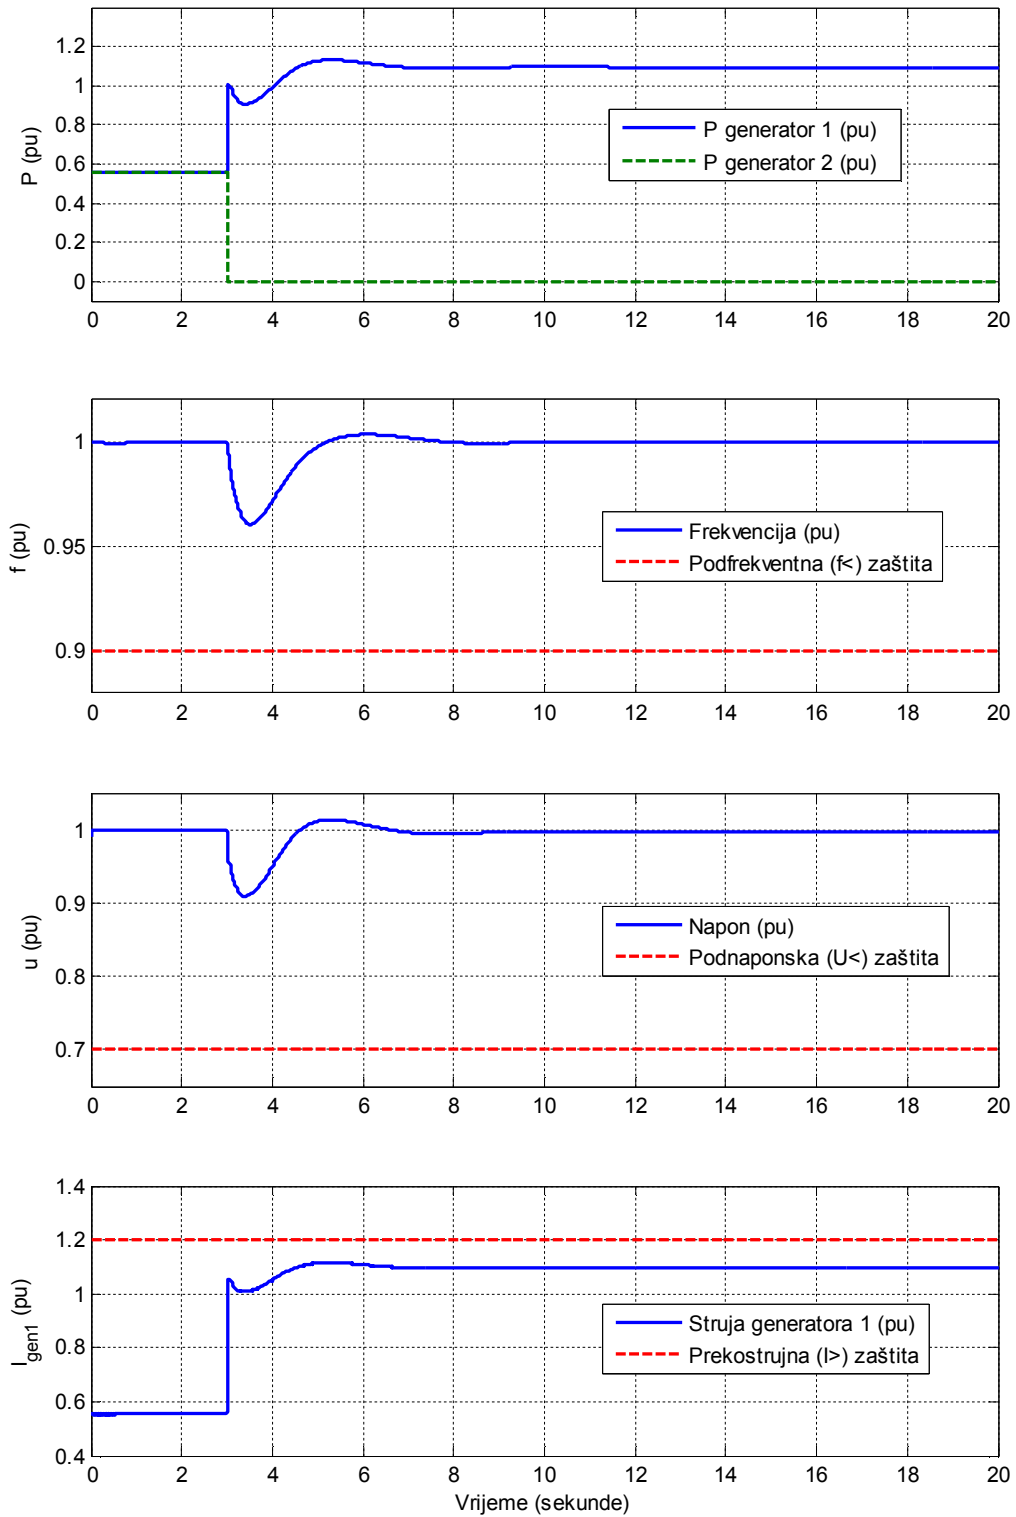 1.2
1
0.8
0.6
0.4
0.2
0
P (pu)
P generator 1 (pu)
P generator 2 (pu)
0 2 4 6 8 10 12 14 16 18 20
1
0.95
0.9
f (pu)
Frekvencija (pu)
Podfrekventna (f<) zaštita
0 2 4 6 8 10 12 14 16 18 20
1
0.9
0.8
0.7
u (pu)
Napon (pu)
Podnaponska (U<) zaštita
0 2 4 6 8 10 12 14 16 18 20
1.4
1.2
1
0.8
0.6
0.4
I gen1 (pu)
Struja generatora 1 (pu)
Prekostrujna (I>) zaštita
0 2 4 6 8 10 12 14 16 18 20
Vrijeme (sekunde)